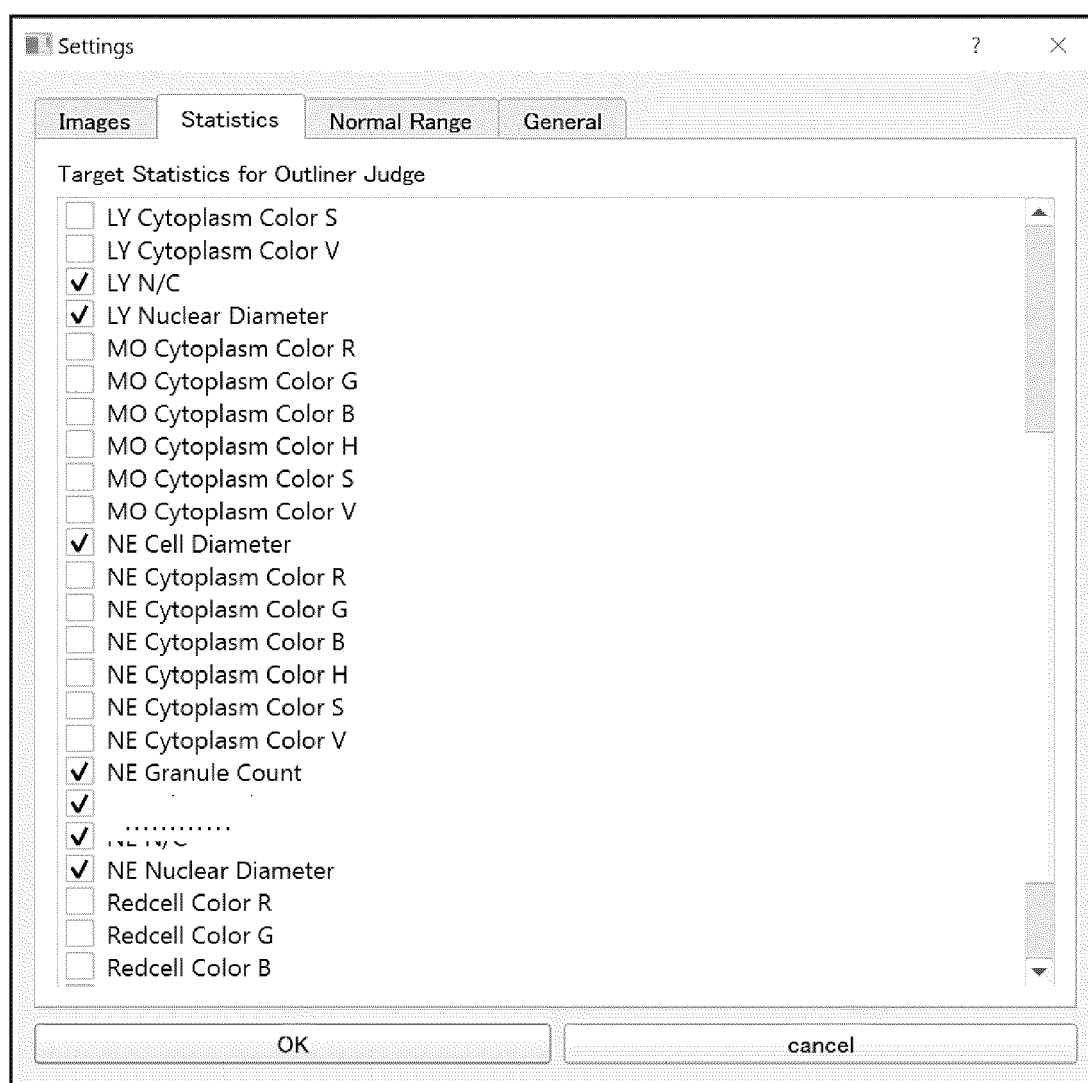 Settings ?
Images Statistics Normal Range General
Target Statistics for Outliner Judge
LY Cytoplasm Color S
LY Cytoplasm Color V
LY N/C
LY Nuclear Diameter
MO Cytoplasm Color R
MO Cytoplasm Color G
MO Cytoplasm Color B
MO Cytoplasm Color H
MO Cytoplasm Color S
MO Cytoplasm Color V
NE Cell Diameter
NE Cytoplasm Color R
NE Cytoplasm Color G
NE Cytoplasm Color B
NE Cytoplasm Color H
NE Cytoplasm Color S
NE Cytoplasm Color V
NE Granule Count
............
NE Nuclear Diameter
Redcell Color R
Redcell Color G
Redcell Color B
OK cancel